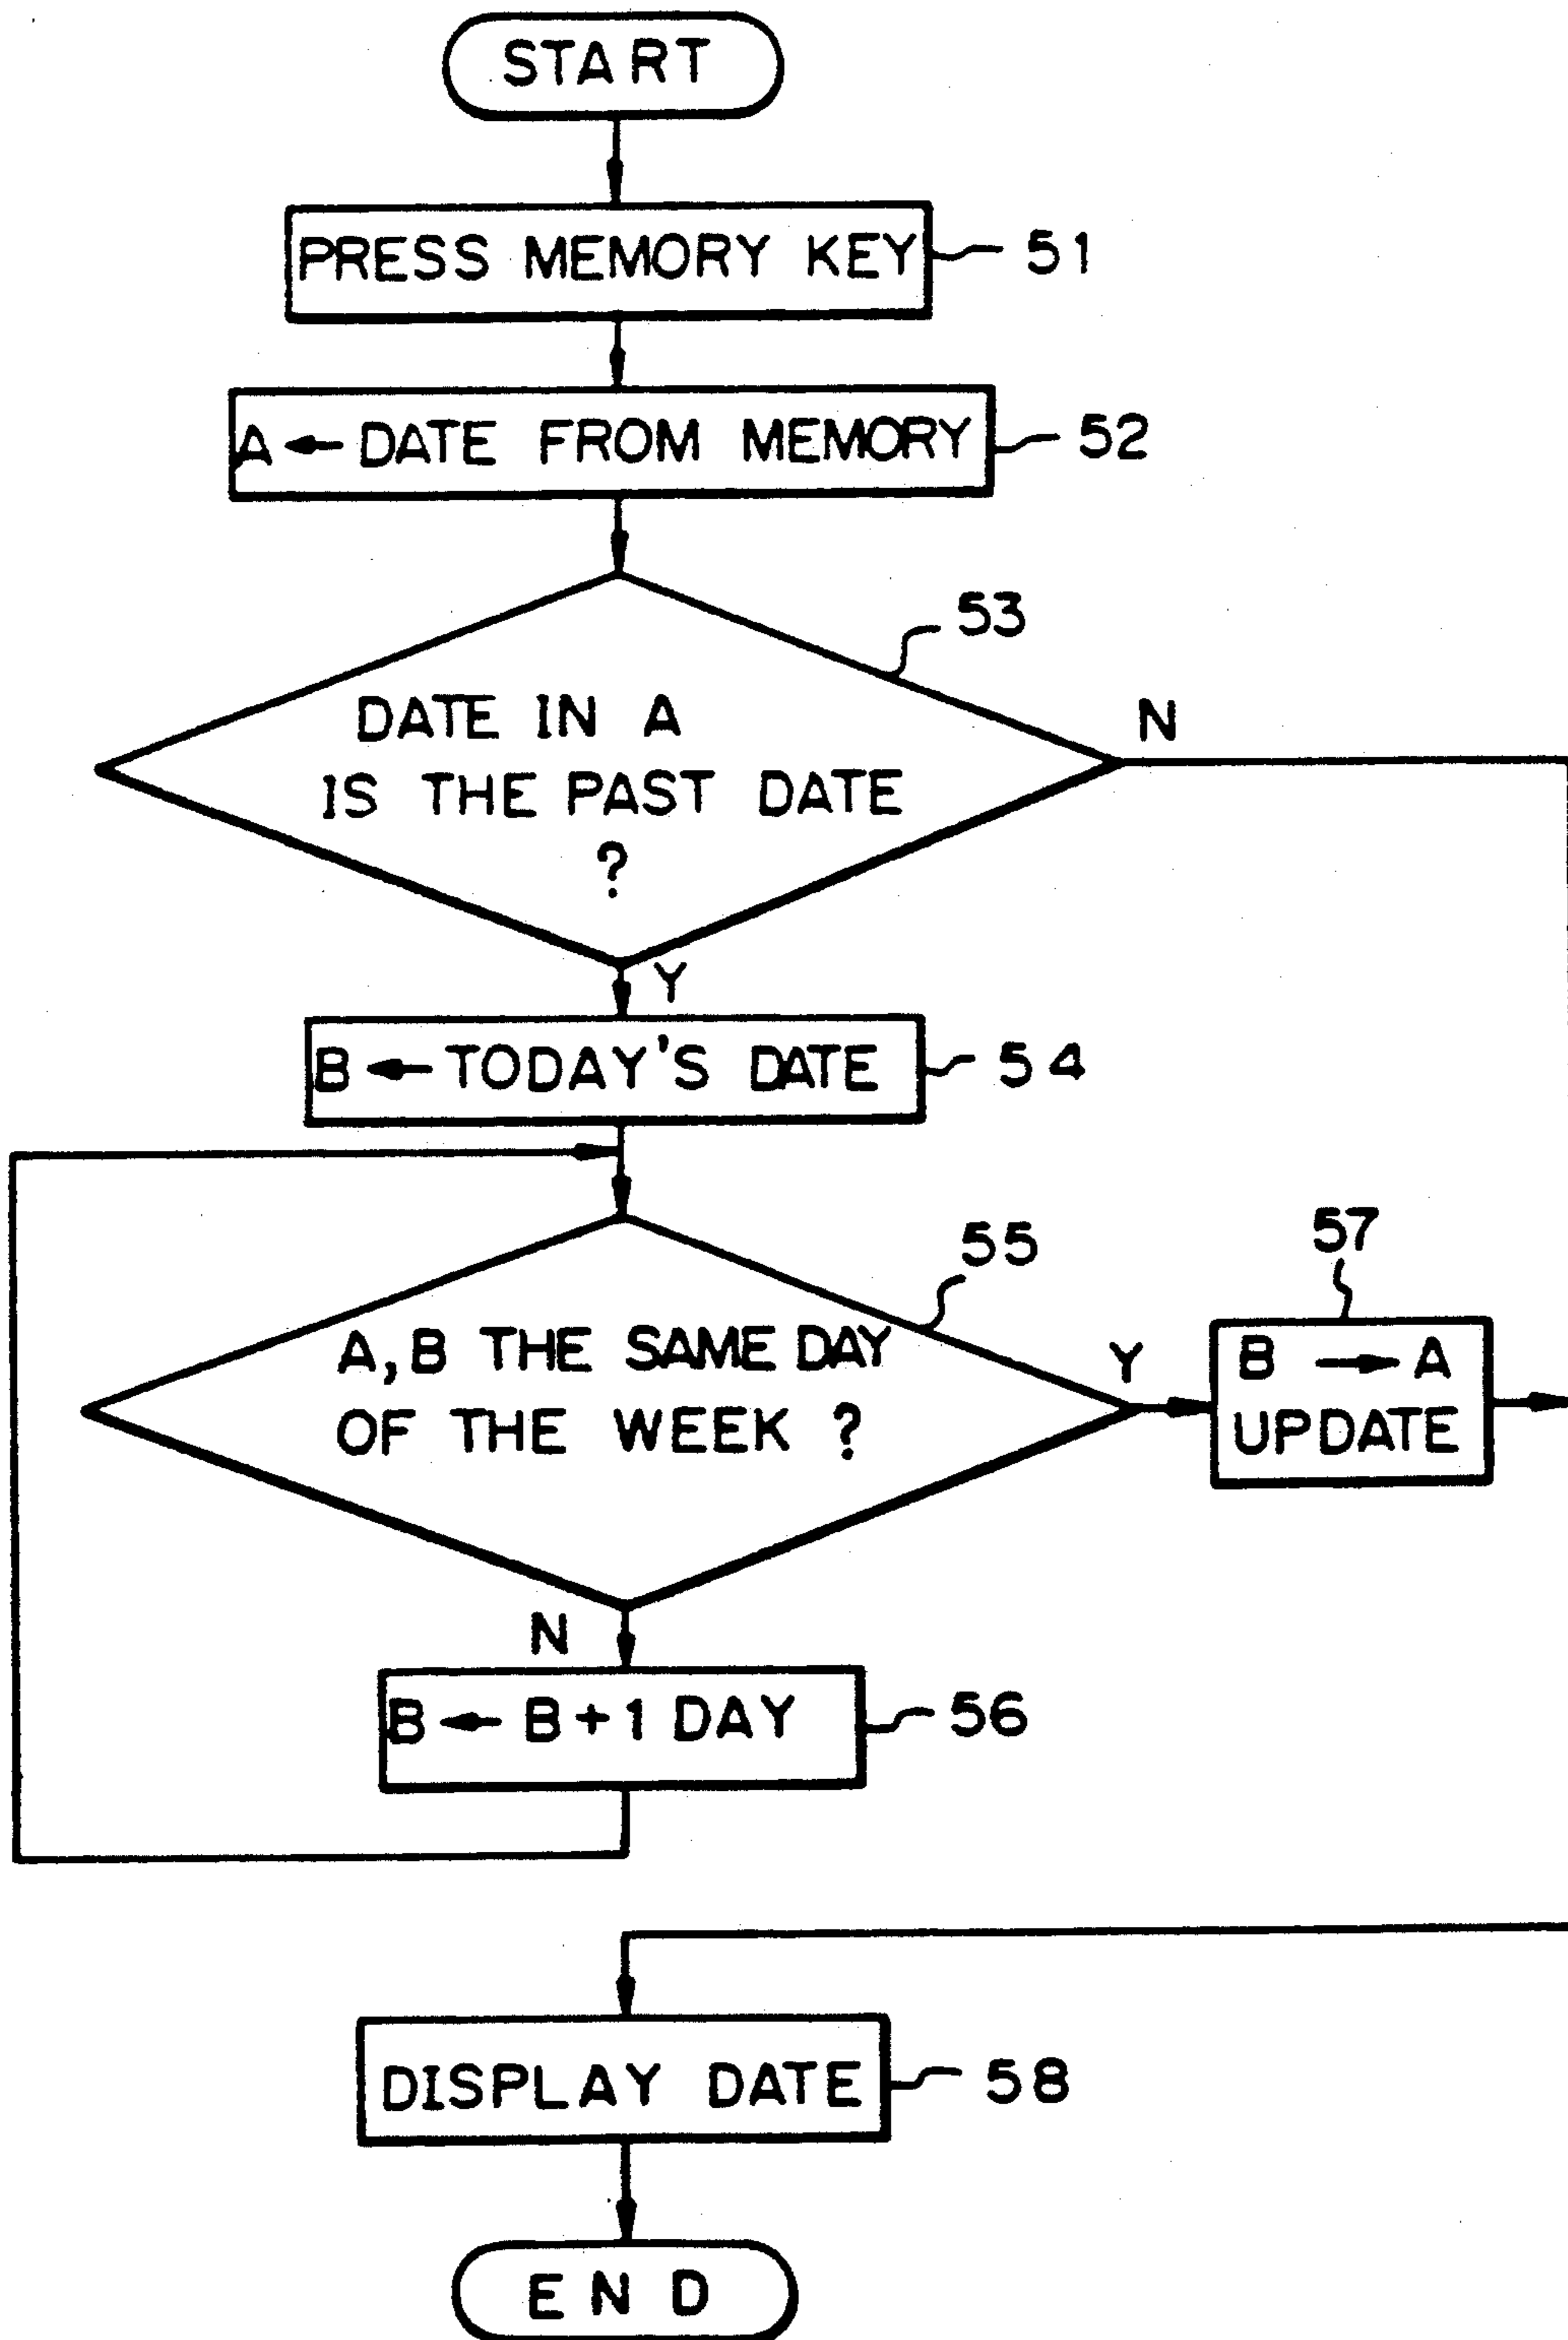 START
PRESS MEMORY KEY
51
A ← DATE FROM MEMORY
52
53
DATE IN A
IS THE PAST DATE
?
N
Y
B ← TODAY'S DATE
54
55
A, B THE SAME DAY
OF THE WEEK ?
Y
57
B → A
UPDATE
N
B ← B+1 DAY
56
DISPLAY DATE
58
END